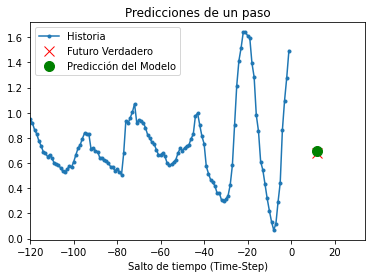 Predicciones de un paso
Historia
Futuro Verdadero
Predicción del Modelo
1.6
1.4
1.2
1.0
0.8
0.6
0.4
0.2
0.0
−120 −100 −80 −60 −40 −20 0 20
Salto de tiempo (Time-Step)